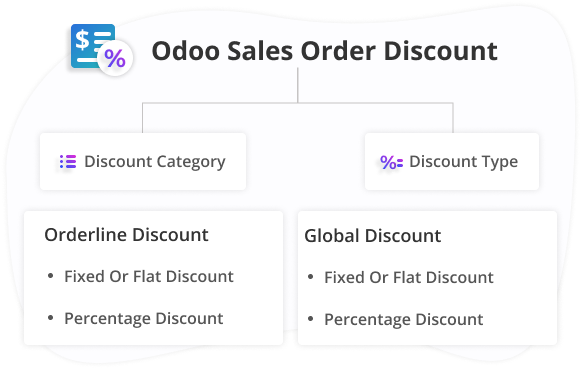 $
%
Odoo Sales Order Discount
Discount Category
%
Discount Type
Orderline Discount
• Fixed Or Flat Discount
• Percentage Discount
Global Discount
• Fixed Or Flat Discount
• Percentage Discount